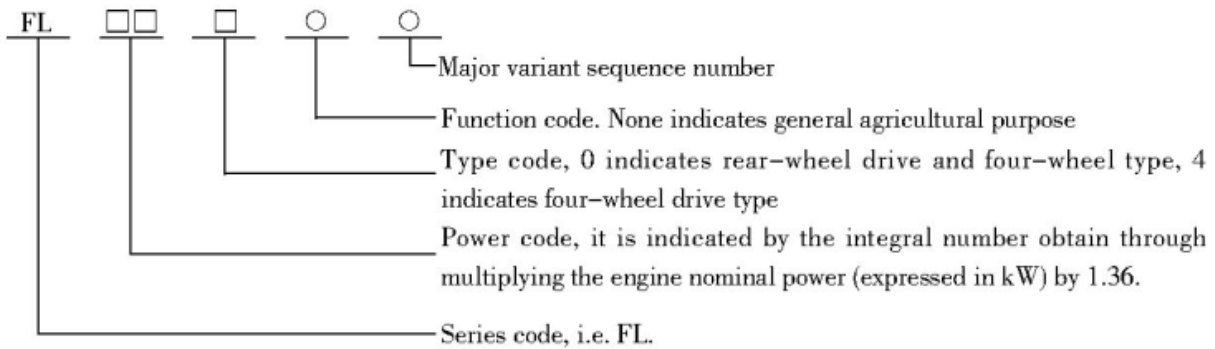 FL □□ □ ○ ○
Major variant sequence number
Function code. None indicates general agricultural purpose
Type code, 0 indicates rear-wheel drive and four-wheel type, 4
indicates four-wheel drive type
Power code, it is indicated by the integral number obtain through
multiplying the engine nominal power (expressed in kW) by 1.36.
Series code, i.e. FL.